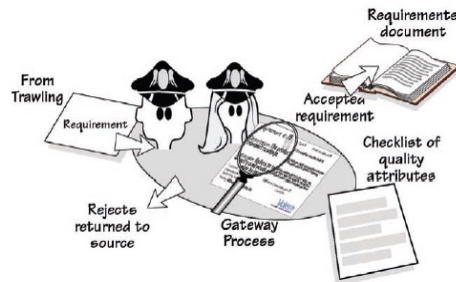 Requirements
document
From
Trawling
Requirement
Accepted
requirement
Checklist of
quality
attributes
Rejects
returned to
source
Gateway
Process